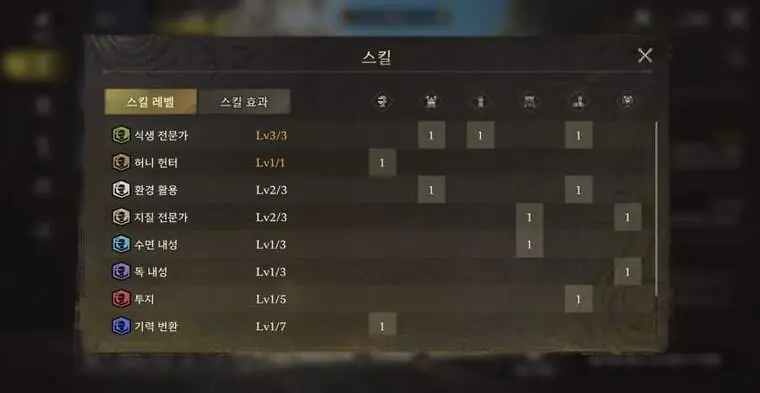 스킬
스킬 레벨 스킬 효과
식생 전문가 Lv3/3 1 1 1
허니 헌터 Lv1/1 1
환경 활용 Lv2/3 1 1
지질 전문가 Lv2/3 1 1
수면 내성 Lv1/3 1
독 내성 Lv1/3 1
투지 Lv1/5 1
기력 변환 Lv1/7 1